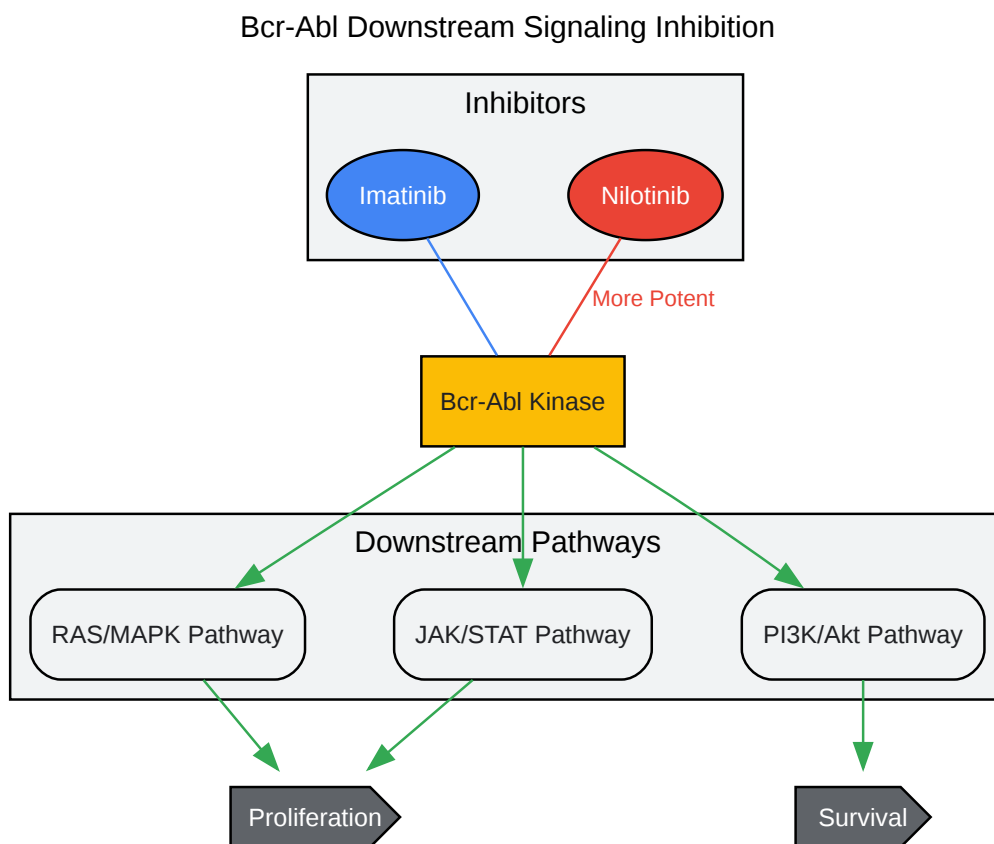 Bcr-Abl Downstream Signaling Inhibition
Inhibitors
Imatinib
Nilotinib
More Potent
Bcr-Abl Kinase
Downstream Pathways
RAS/MAPK Pathway
JAK/STAT Pathway
PI3K/Akt Pathway
Proliferation
Survival